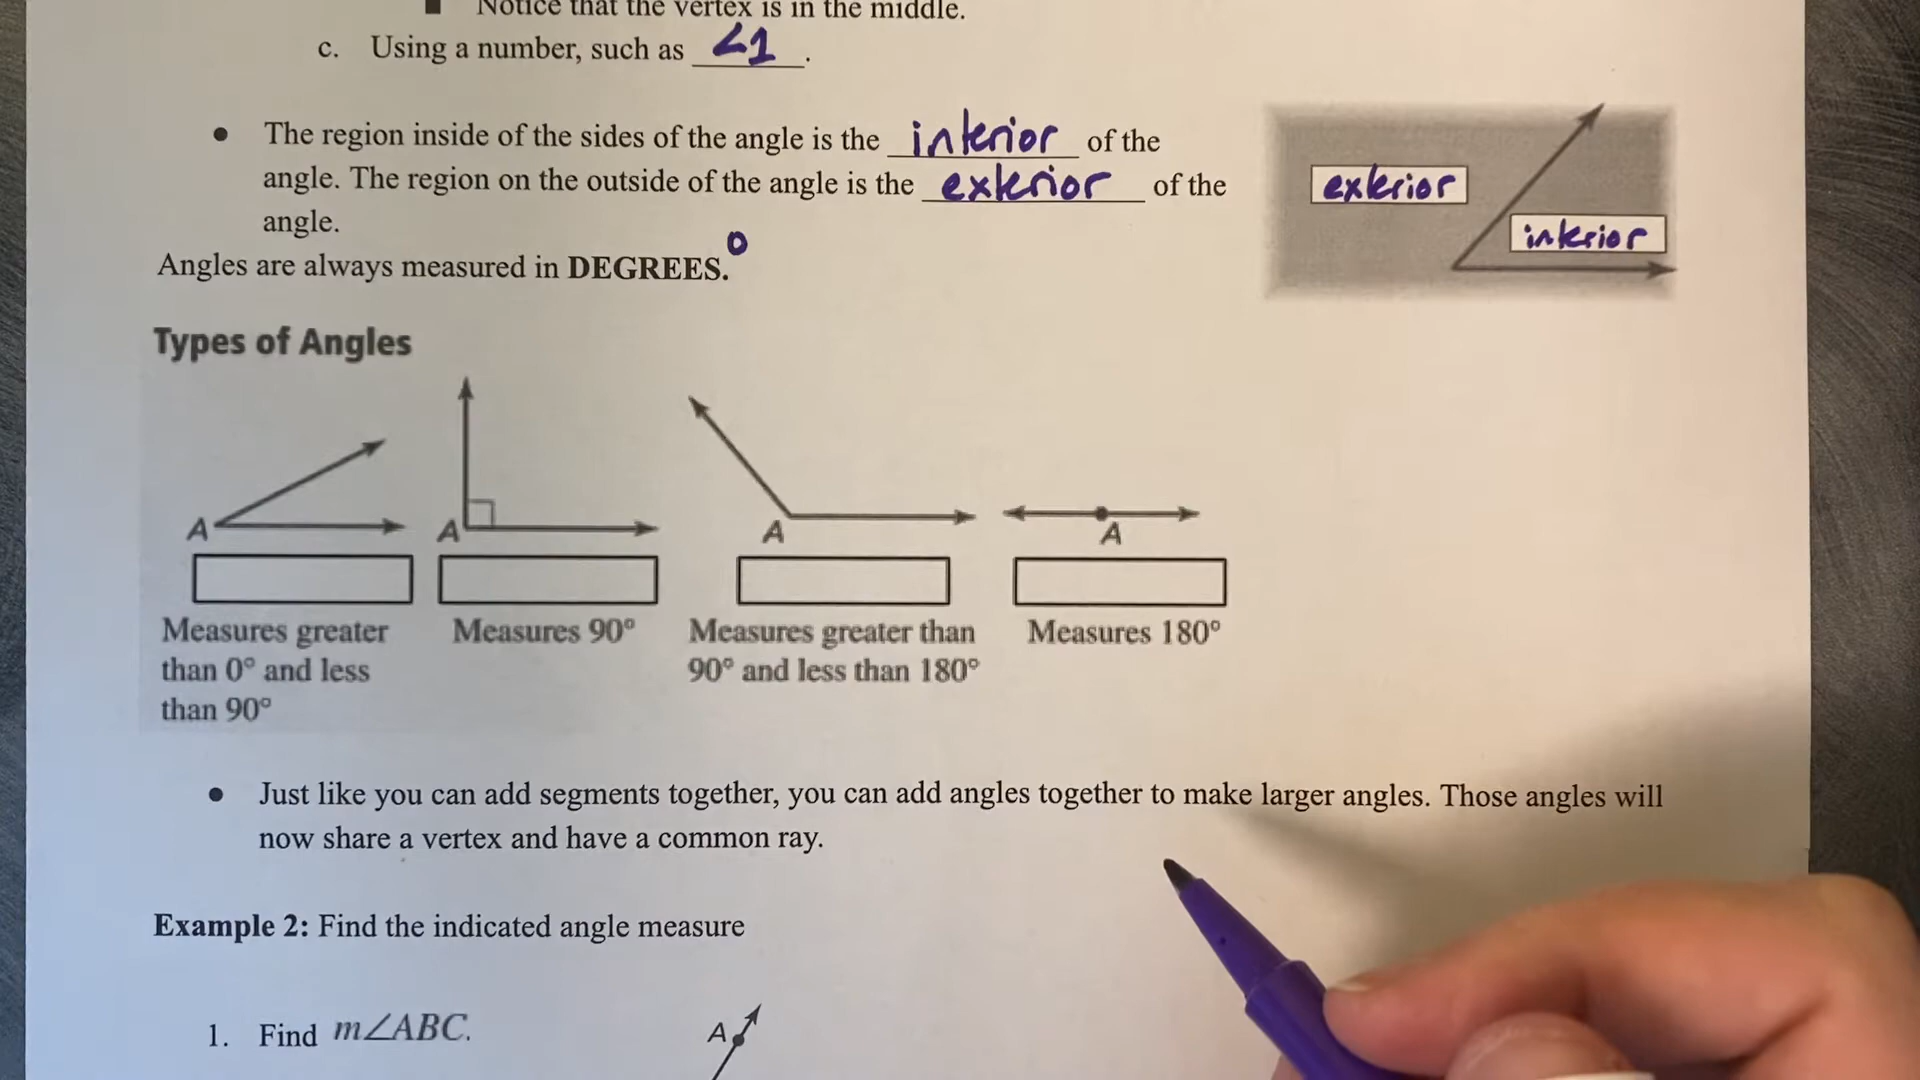 ■ Notice that the vertex is in the middle.
c. Using a number, such as ∠1.
• The region inside of the sides of the angle is the interior of the
angle. The region on the outside of the angle is the exterior of the
angle.
Angles are always measured in DEGREES.°
exterior
interior
Types of Angles
A A A A
Measures greater
than 0° and less
than 90°
Measures 90°
Measures greater than
90° and less than 180°
Measures 180°
• Just like you can add segments together, you can add angles together to make larger angles. Those angles will
now share a vertex and have a common ray.
Example 2: Find the indicated angle measure
1. Find m∠ABC.
A